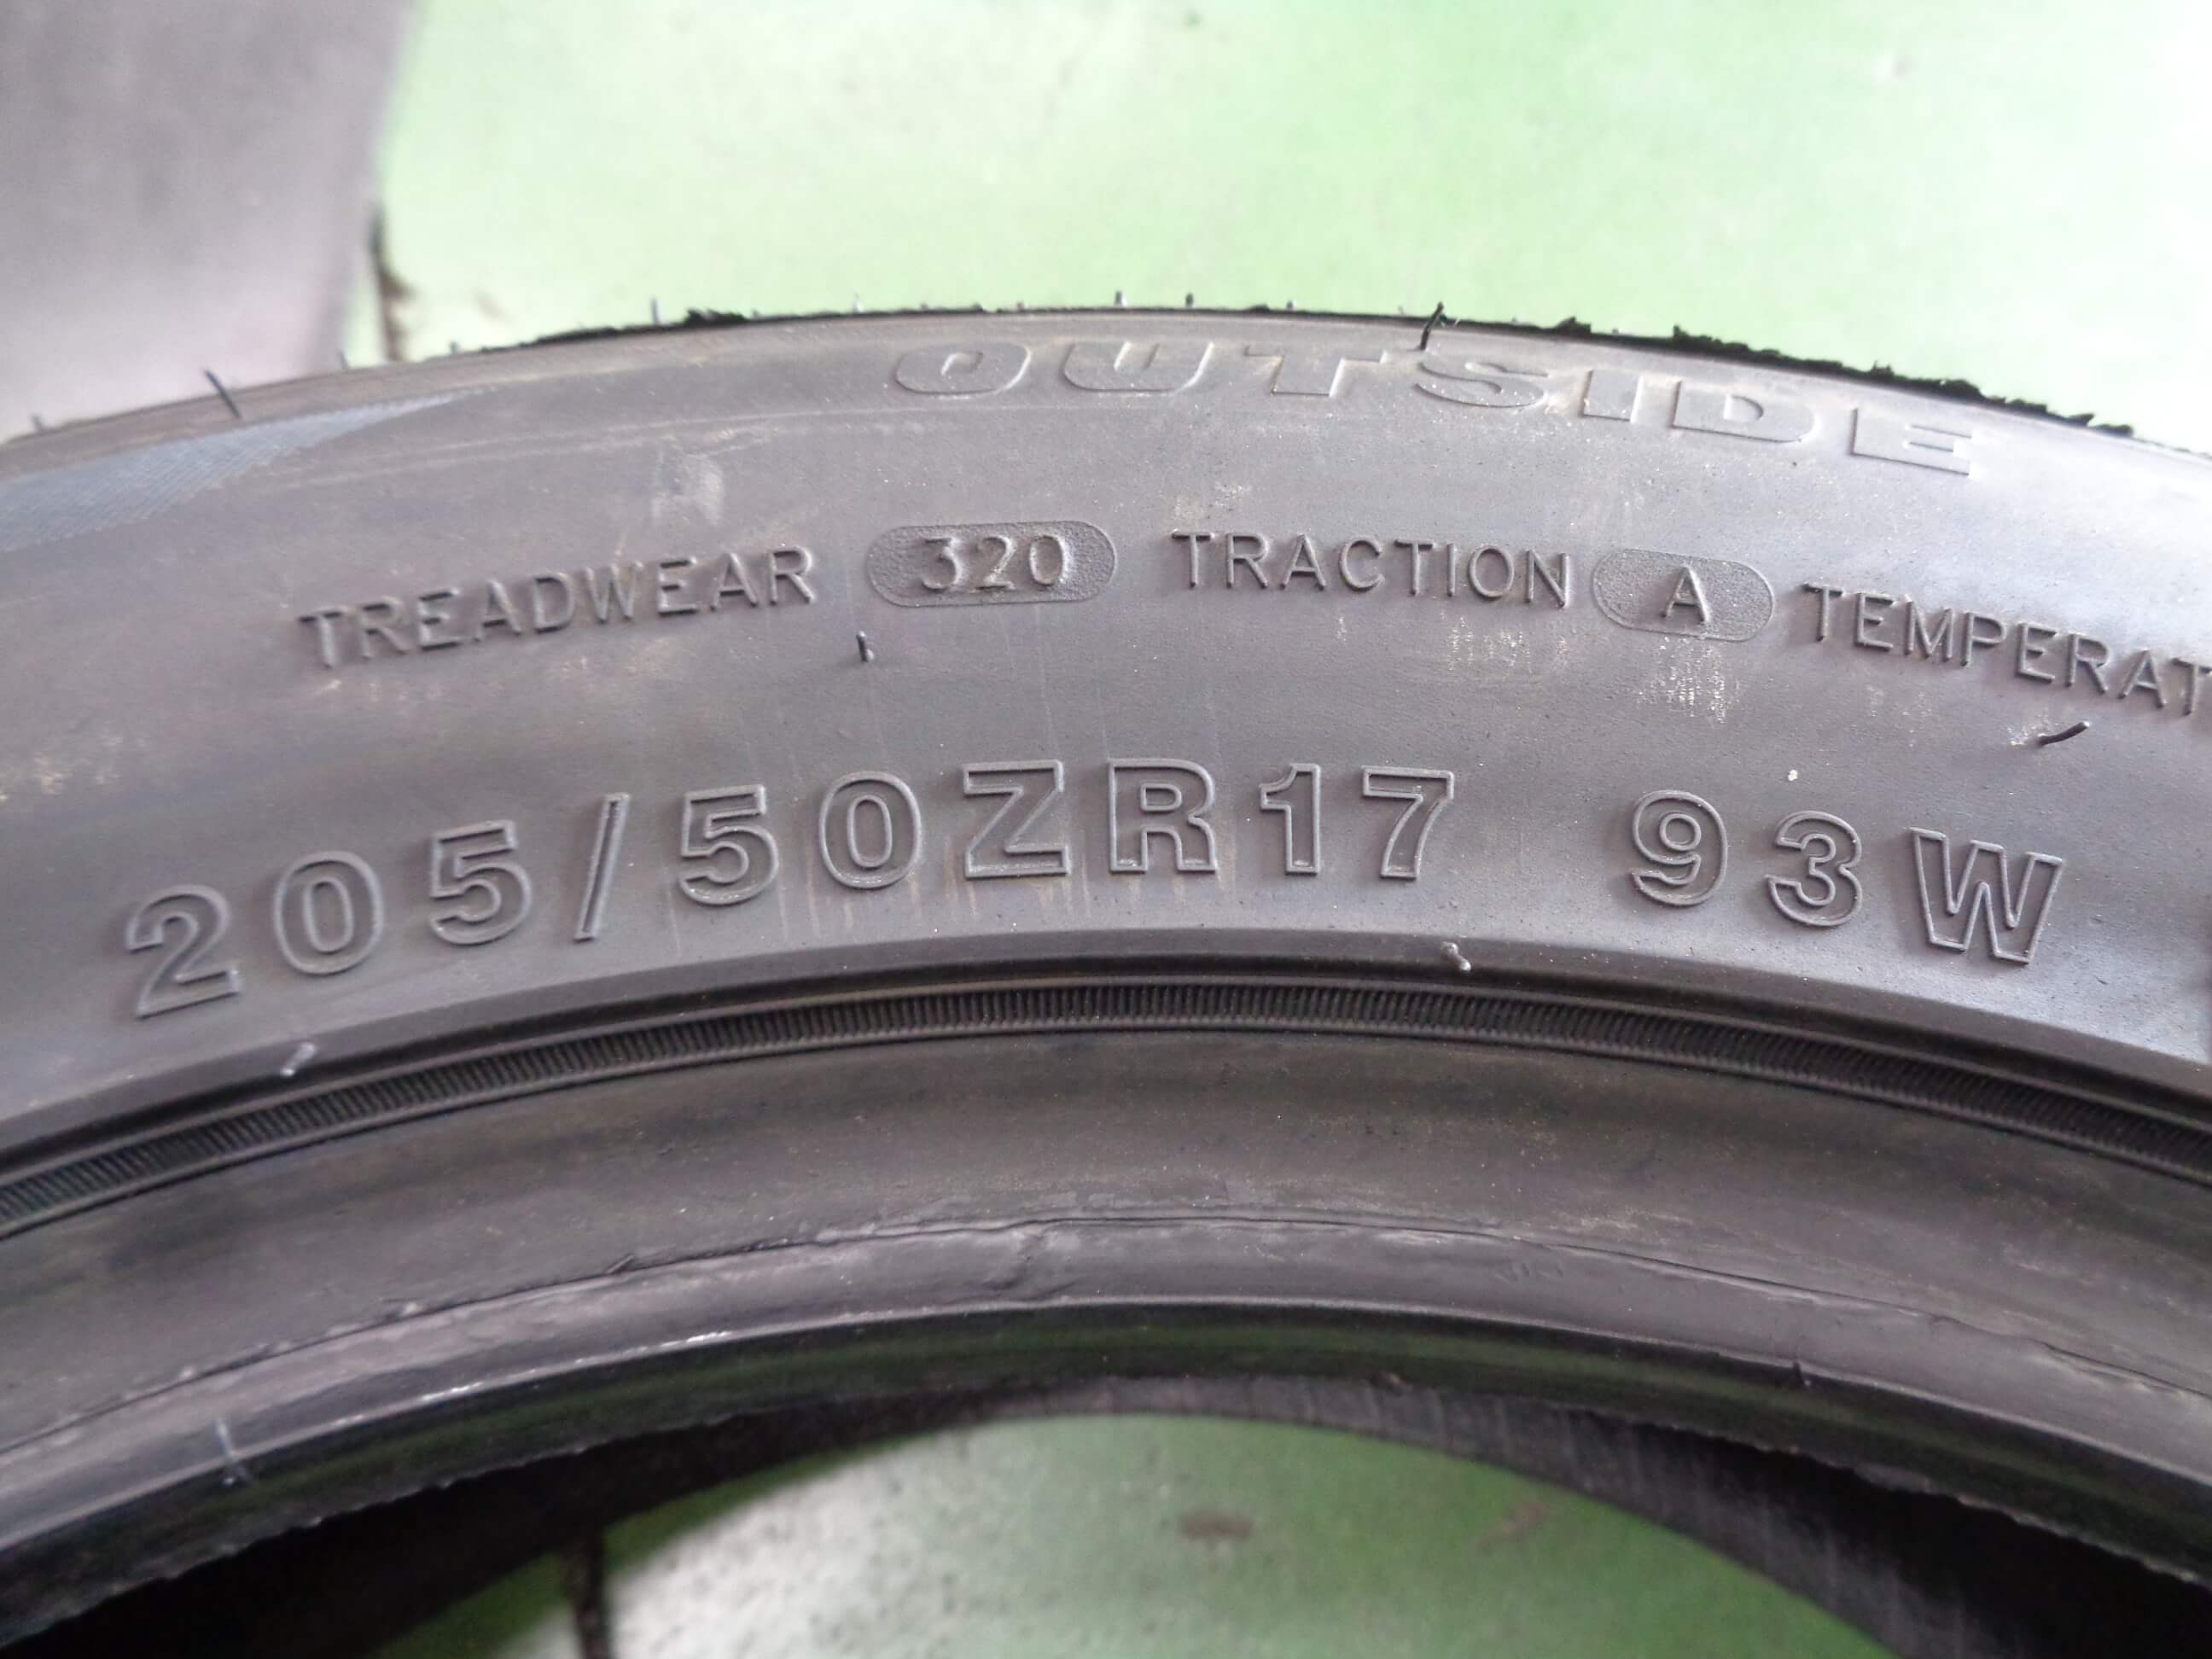 OUTSIDE
TREADWEAR 320 TRACTION A TEMPERAT
205/50ZR17 93W